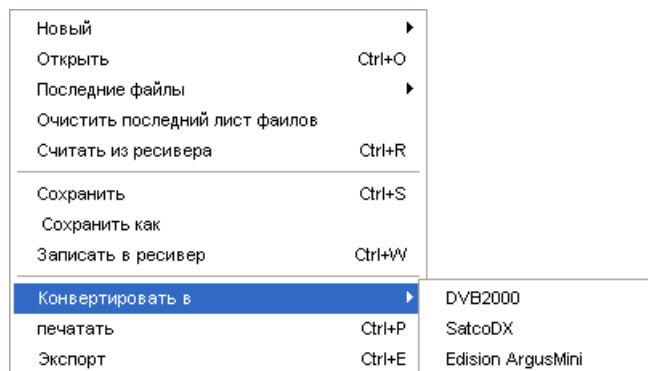 Новый
Открыть Ctrl+O
Последние файлы
Очистить последний лист фаилов
Считать из ресивера Ctrl+R
Сохранить Ctrl+S
Сохранить как
Записать в ресивер Ctrl+W
Конвертировать в DVB2000
печатать Ctrl+P SatcoDX
Экспорт Ctrl+E Edision ArgusMini